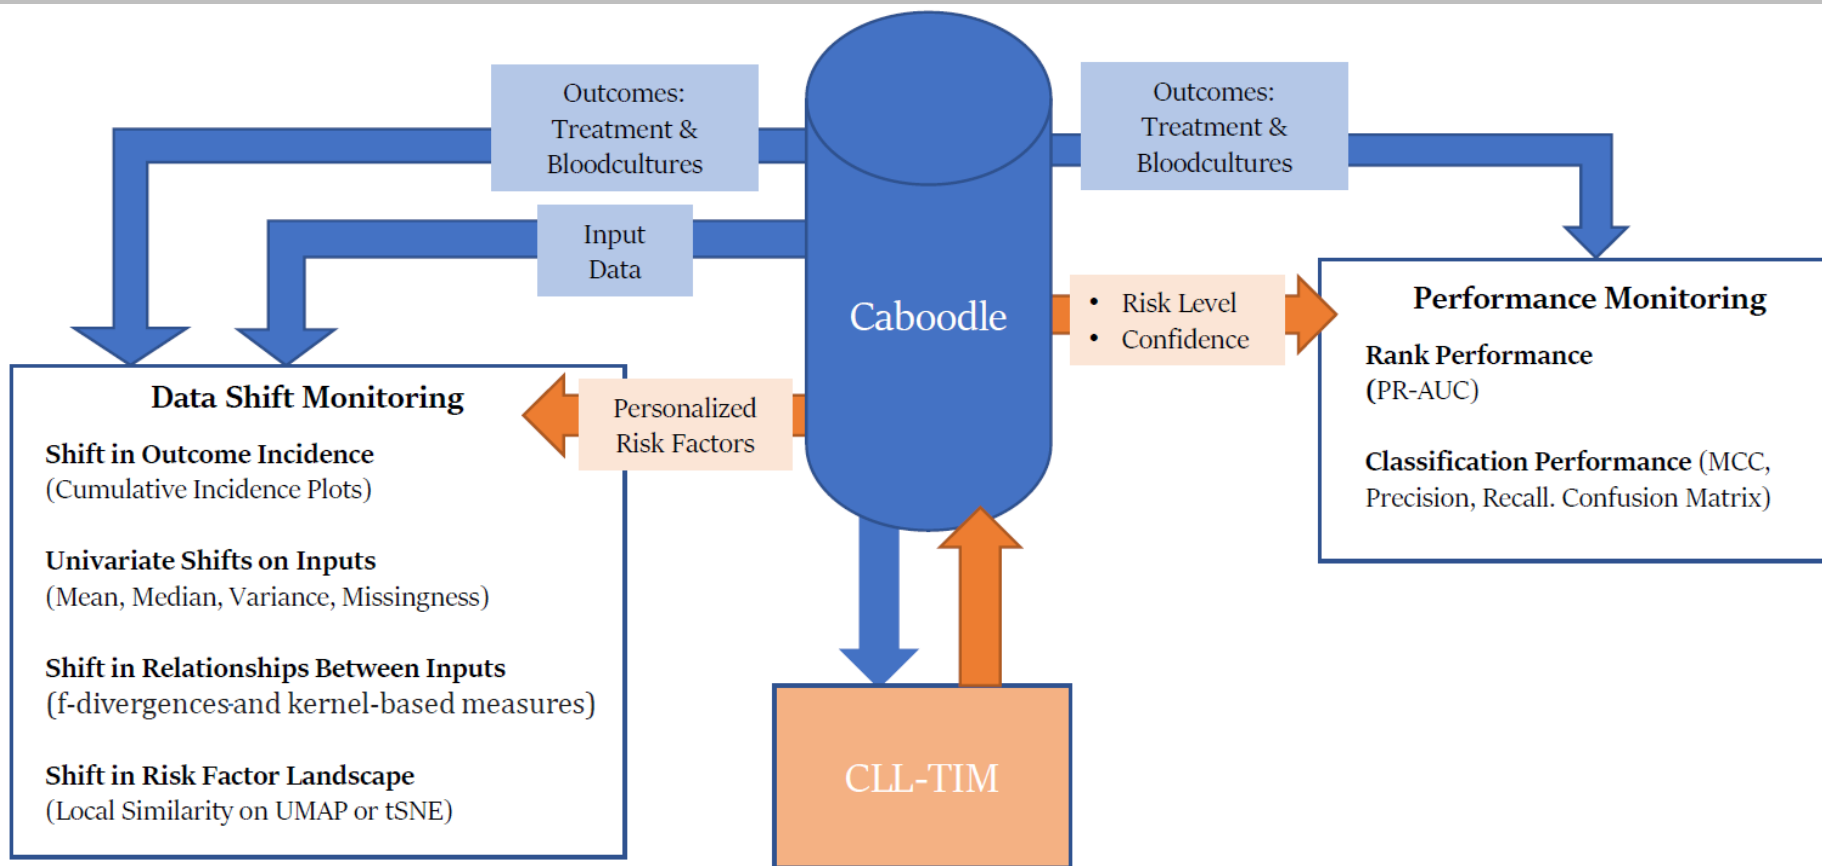 Outcomes:
Treatment &
Bloodcultures
Outcomes:
Treatment &
Bloodcultures
Input
Data
Caboodle
• Risk Level
• Confidence
Personalized
Risk Factors
Data Shift Monitoring
Shift in Outcome Incidence
(Cumulative Incidence Plots)
Univariate Shifts on Inputs
(Mean, Median, Variance, Missingness)
Shift in Relationships Between Inputs
(f-divergences and kernel-based measures)
Shift in Risk Factor Landscape
(Local Similarity on UMAP or tSNE)
Performance Monitoring
Rank Performance
(PR-AUC)
Classification Performance (MCC,
Precision, Recall. Confusion Matrix)
CLL-TIM